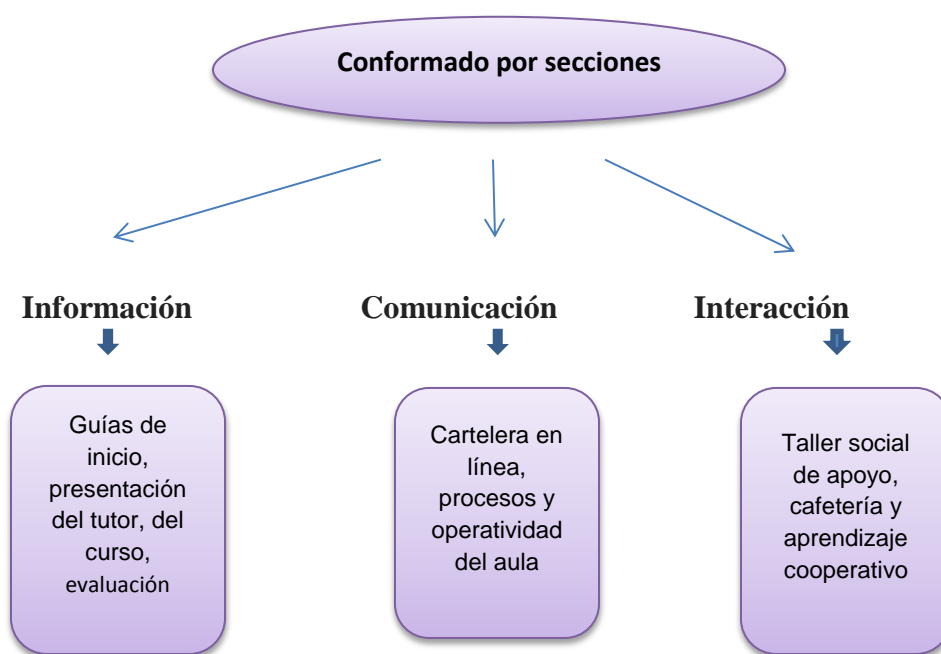 Conformado por secciones
Información
Comunicación
Interacción
Guías de
inicio,
presentación
del tutor, del
curso,
evaluación
Cartelera en
línea,
procesos y
operatividad
del aula
Taller social
de apoyo,
cafetería y
aprendizaje
cooperativo